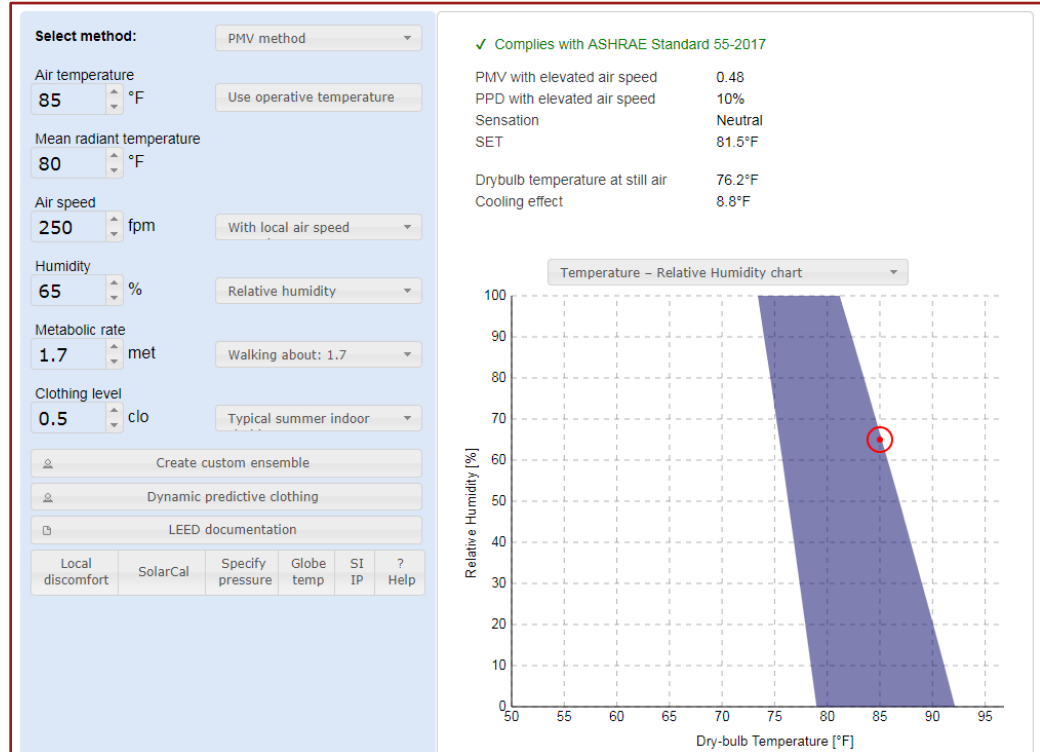 Select method:
PMV method
Air temperature
85 °F
Use operative temperature
Mean radiant temperature
80 °F
Air speed
250 fpm
With local air speed
Humidity
65 %
Relative humidity
Metabolic rate
1.7 met
Walking about: 1.7
Clothing level
0.5 clo
Typical summer indoor
Create custom ensemble
Dynamic predictive clothing
LEED documentation
Local discomfort
SolarCal
Specify pressure
Globe temp
SI IP
? Help
✓ Complies with ASHRAE Standard 55-2017
PMV with elevated air speed 0.48
PPD with elevated air speed 10%
Sensation Neutral
SET 81.5°F
Drybulb temperature at still air 76.2°F
Cooling effect 8.8°F
Temperature – Relative Humidity chart
100
90
80
70
60
50
40
30
20
10
0
Relative Humidity [%]
50 55 60 65 70 75 80 85 90 95
Dry-bulb Temperature [°F]